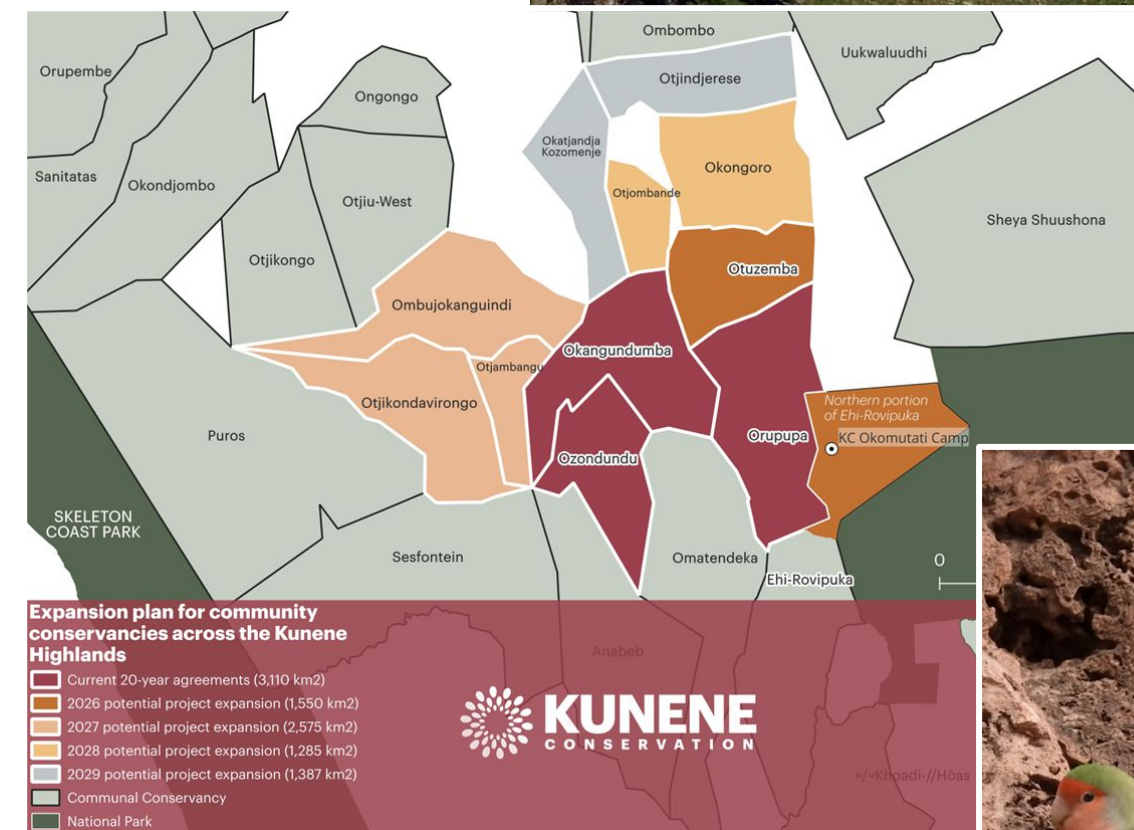 Ombombo
Uukwaluudhi
Orupembe
Otjindjerese
Ongongo
Okatjandja
Kozomenje
Okongoro
Sanitatas
Okondjombo
Otjombande
Otjiu-West
Sheya Shuushona
Otjikongo
Otuzemba
Ombujokanguindi
Okangundumba
Otjambangu
Otjikondavirongo
Northern portion
of Ehi-Rovipuka
Puros
Orupupa
KC Okomutati Camp
Ozondundu
SKELETON
COAST PARK
Sesfontein
Omatendeka
0
Ehi-Rovipuka
Expansion plan for community
conservancies across the Kunene
Highlands
Current 20-year agreements (3,110 km2)
2026 potential project expansion (1,550 km2)
2027 potential project expansion (2,575 km2)
2028 potential project expansion (1,285 km2)
2029 potential project expansion (1,387 km2)
Communal Conservancy
National Park
Anabeb
KUNENE
CONSERVATION
≠/=Khoadi-//Hôas